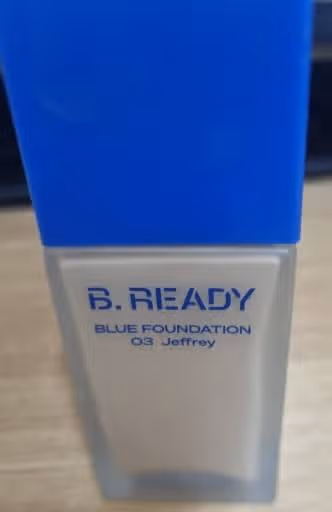 B. READY
BLUE FOUNDATION
03 Jeffrey